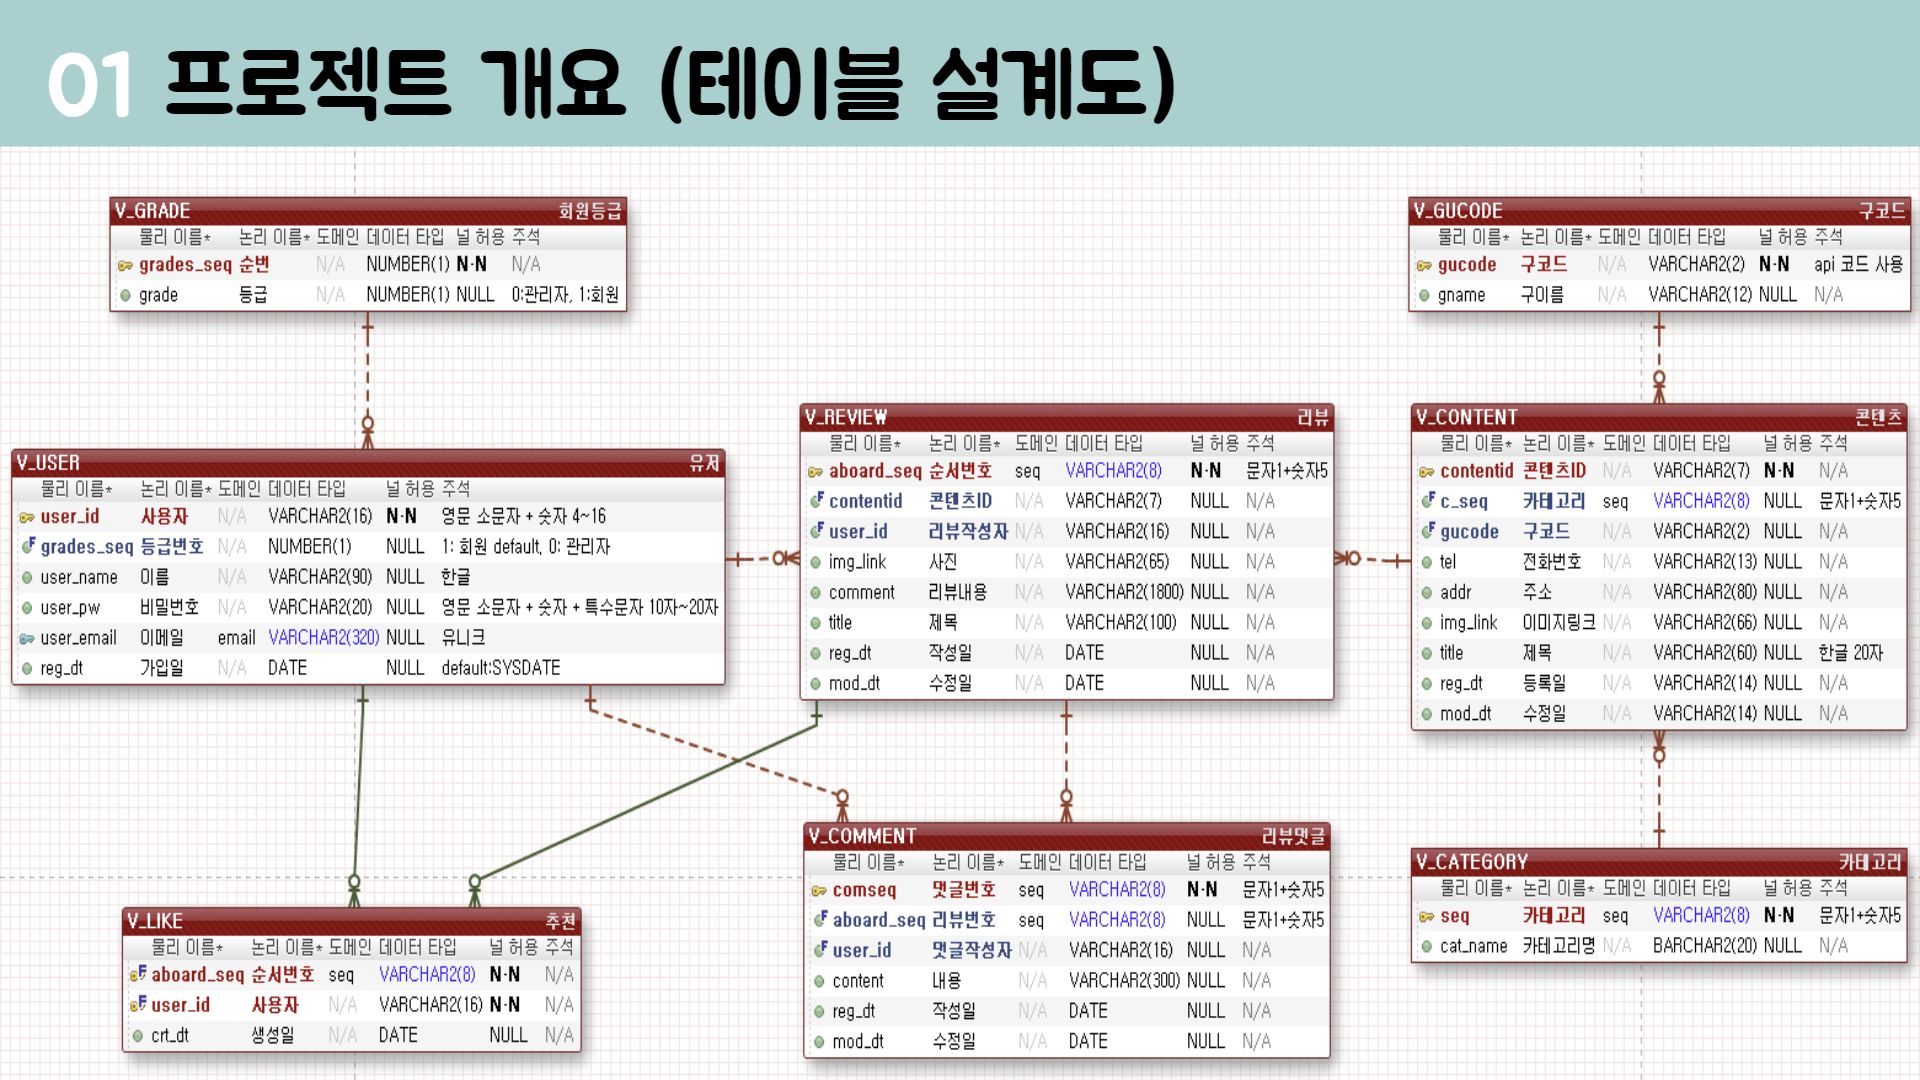 01 프로젝트 개요 (테이블 설계도)
V_GRADE 회원등급
물리 이름* 논리 이름* 도메인 데이터 타입 널 허용 주석
grades_seq 순번 N/A NUMBER(1) N·N N/A
grade 등급 N/A NUMBER(1) NULL 0:관리자, 1:회원
V_GUCODE 구코드
물리 이름* 논리 이름* 도메인 데이터 타입 널 허용 주석
gucode 구코드 N/A VARCHAR2(2) N·N api 코드 사용
gname 구이름 N/A VARCHAR2(12) NULL N/A
V_USER 유저
물리 이름* 논리 이름* 도메인 데이터 타입 널 허용 주석
user_id 사용자 N/A VARCHAR2(16) N·N 영문 소문자 + 숫자 4~16
grades_seq 등급번호 N/A NUMBER(1) NULL 1: 회원 default, 0: 관리자
user_name 이름 N/A VARCHAR2(90) NULL 한글
user_pw 비밀번호 N/A VARCHAR2(20) NULL 영문 소문자 + 숫자 + 특수문자 10자~20자
user_email 이메일 email VARCHAR2(320) NULL 유니크
reg_dt 가입일 N/A DATE NULL default:SYSDATE
V_REVIEW 리뷰
물리 이름* 논리 이름* 도메인 데이터 타입 널 허용 주석
aboard_seq 순서번호 seq VARCHAR2(8) N·N 문자1+숫자5
contentid 콘텐츠ID N/A VARCHAR2(7) NULL N/A
user_id 리뷰작성자 N/A VARCHAR2(16) NULL N/A
img_link 사진 N/A VARCHAR2(65) NULL N/A
comment 리뷰내용 N/A VARCHAR2(1800) NULL N/A
title 제목 N/A VARCHAR2(100) NULL N/A
reg_dt 작성일 N/A DATE NULL N/A
mod_dt 수정일 N/A DATE NULL N/A
V_CONTENT 콘텐츠
물리 이름* 논리 이름* 도메인 데이터 타입 널 허용 주석
contentid 콘텐츠ID N/A VARCHAR2(7) N·N N/A
c_seq 카테고리 seq VARCHAR2(8) NULL 문자1+숫자5
gucode 구코드 N/A VARCHAR2(2) NULL N/A
tel 전화번호 N/A VARCHAR2(13) NULL N/A
addr 주소 N/A VARCHAR2(80) NULL N/A
img_link 이미지링크 N/A VARCHAR2(66) NULL N/A
title 제목 N/A VARCHAR2(60) NULL 한글 20자
reg_dt 등록일 N/A VARCHAR2(14) NULL N/A
mod_dt 수정일 N/A VARCHAR2(14) NULL N/A
V_LIKE 추천
물리 이름* 논리 이름* 도메인 데이터 타입 널 허용 주석
aboard_seq 순서번호 seq VARCHAR2(8) N·N N/A
user_id 사용자 N/A VARCHAR2(16) N·N N/A
crt_dt 생성일 N/A DATE NULL N/A
V_COMMENT 리뷰댓글
물리 이름* 논리 이름* 도메인 데이터 타입 널 허용 주석
comseq 댓글번호 seq VARCHAR2(8) N·N 문자1+숫자5
aboard_seq 리뷰번호 seq VARCHAR2(8) NULL 문자1+숫자5
user_id 댓글작성자 N/A VARCHAR2(16) NULL N/A
content 내용 N/A VARCHAR2(300) NULL N/A
reg_dt 작성일 N/A DATE NULL N/A
mod_dt 수정일 N/A DATE NULL N/A
V_CATEGORY 카테고리
물리 이름* 논리 이름* 도메인 데이터 타입 널 허용 주석
seq 카테고리 seq VARCHAR2(8) N·N 문자1+숫자5
cat_name 카테고리명 N/A BARCHAR2(20) NULL N/A